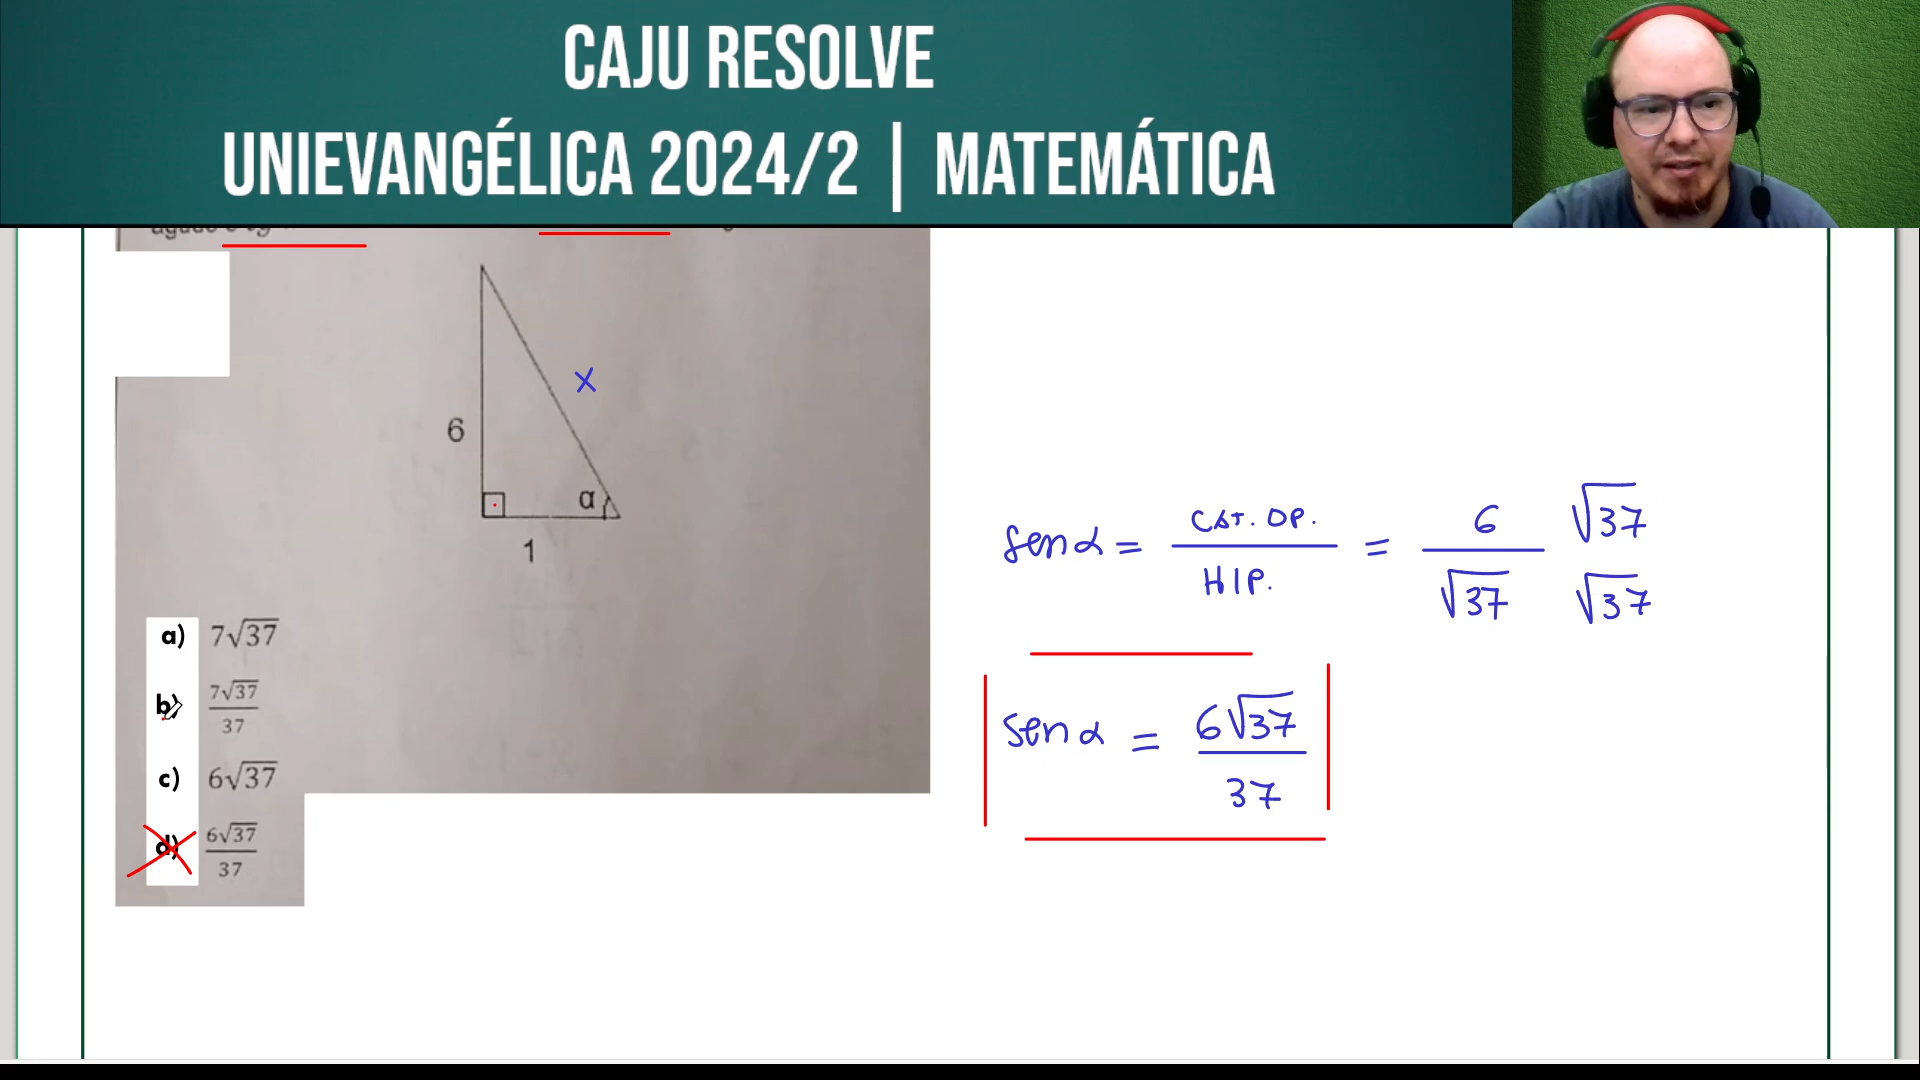 CAJU RESOLVE
UNIEVANGÉLICA 2024/2 | MATEMÁTICA
x
6
α
1
sen α = CAT. OP. / HIP. = 6 / √37 √37 / √37
sen α = 6√37 / 37
a) 7√37
b) 7√37 / 37
c) 6√37
d) 6√37 / 37